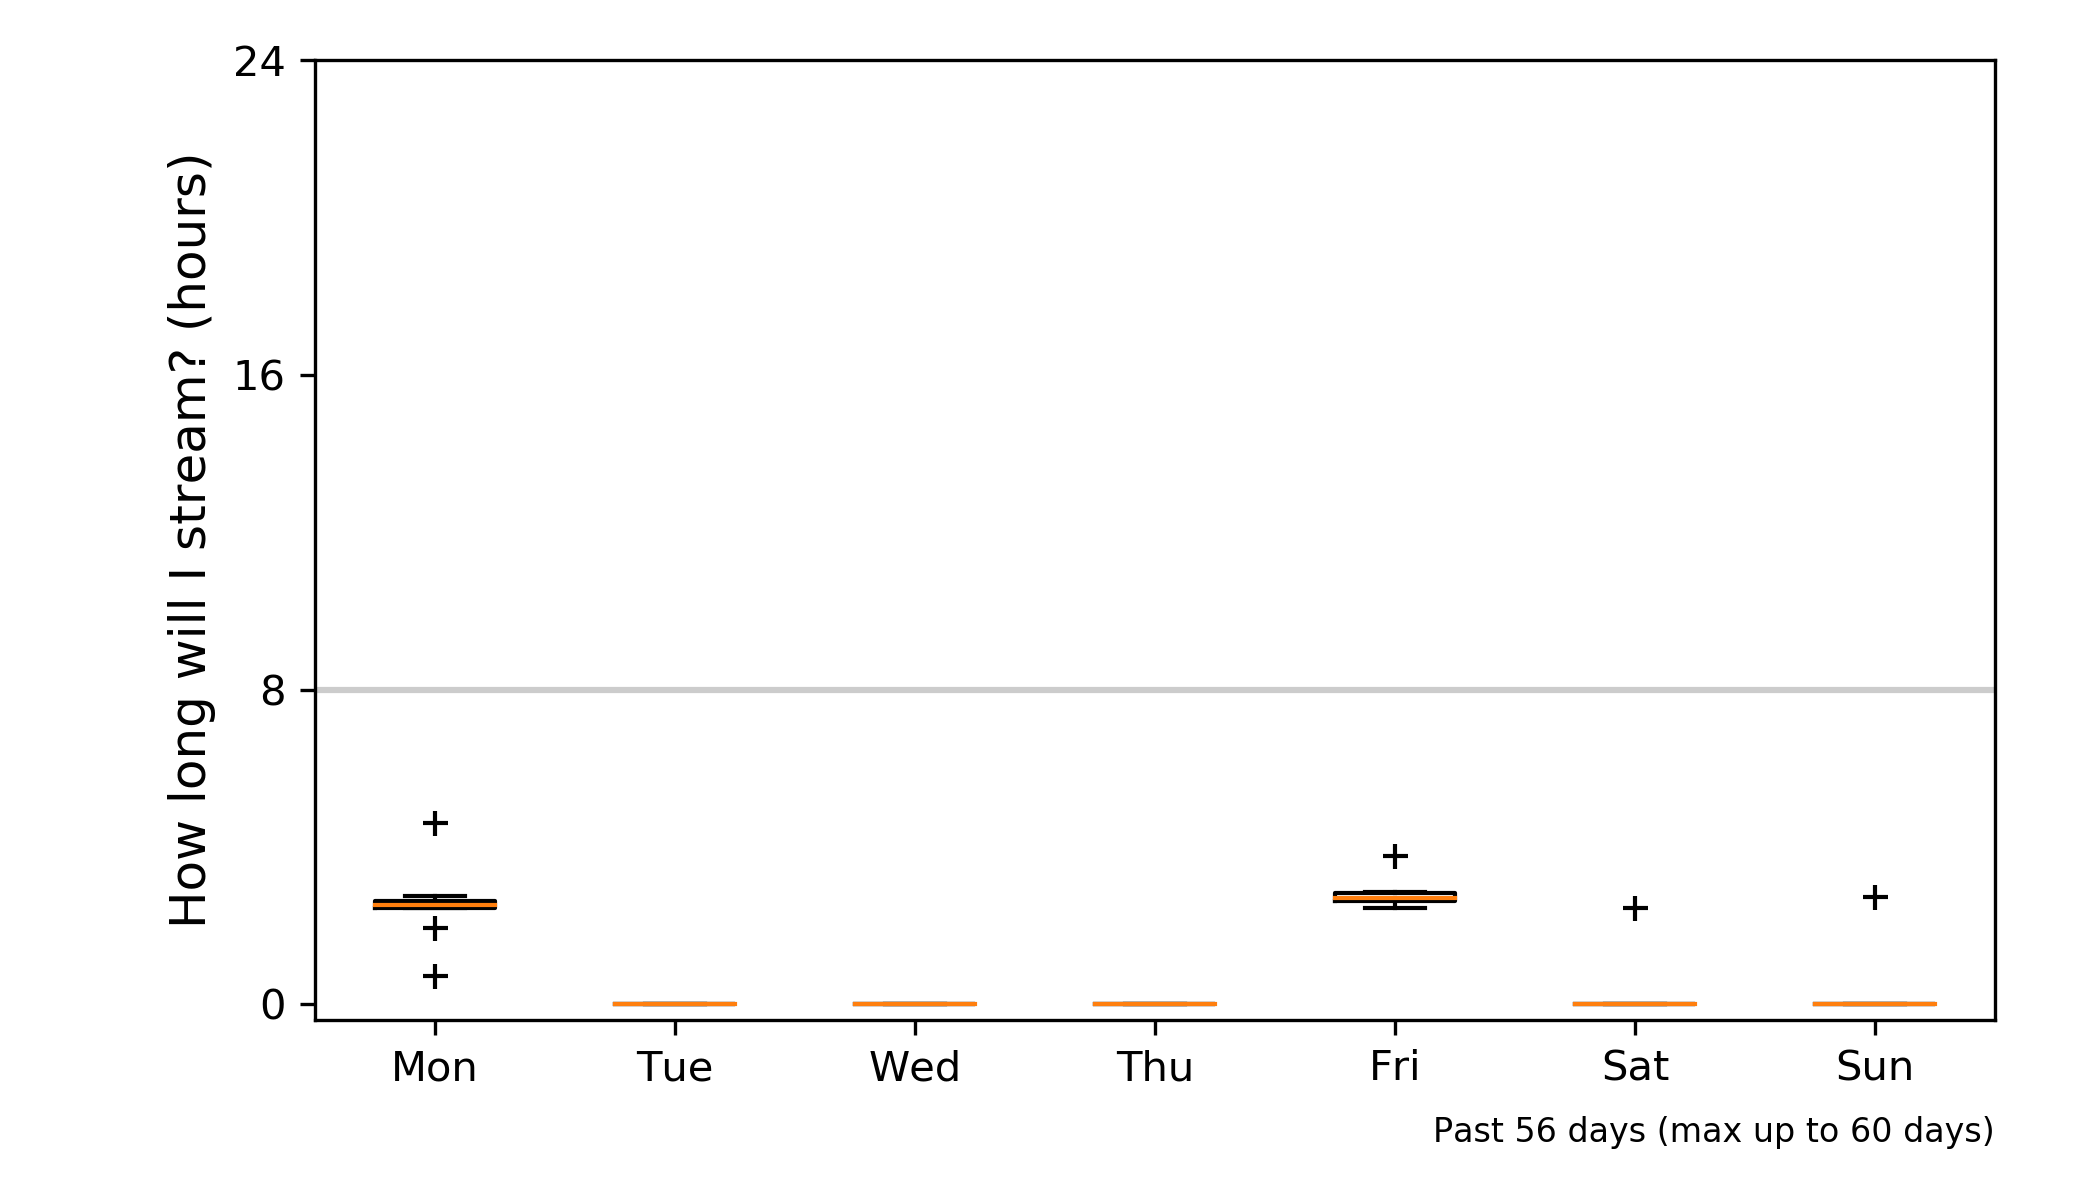 How long will I stream? (hours)
24
16
8
0
Mon Tue Wed Thu Fri Sat Sun
Past 56 days (max up to 60 days)